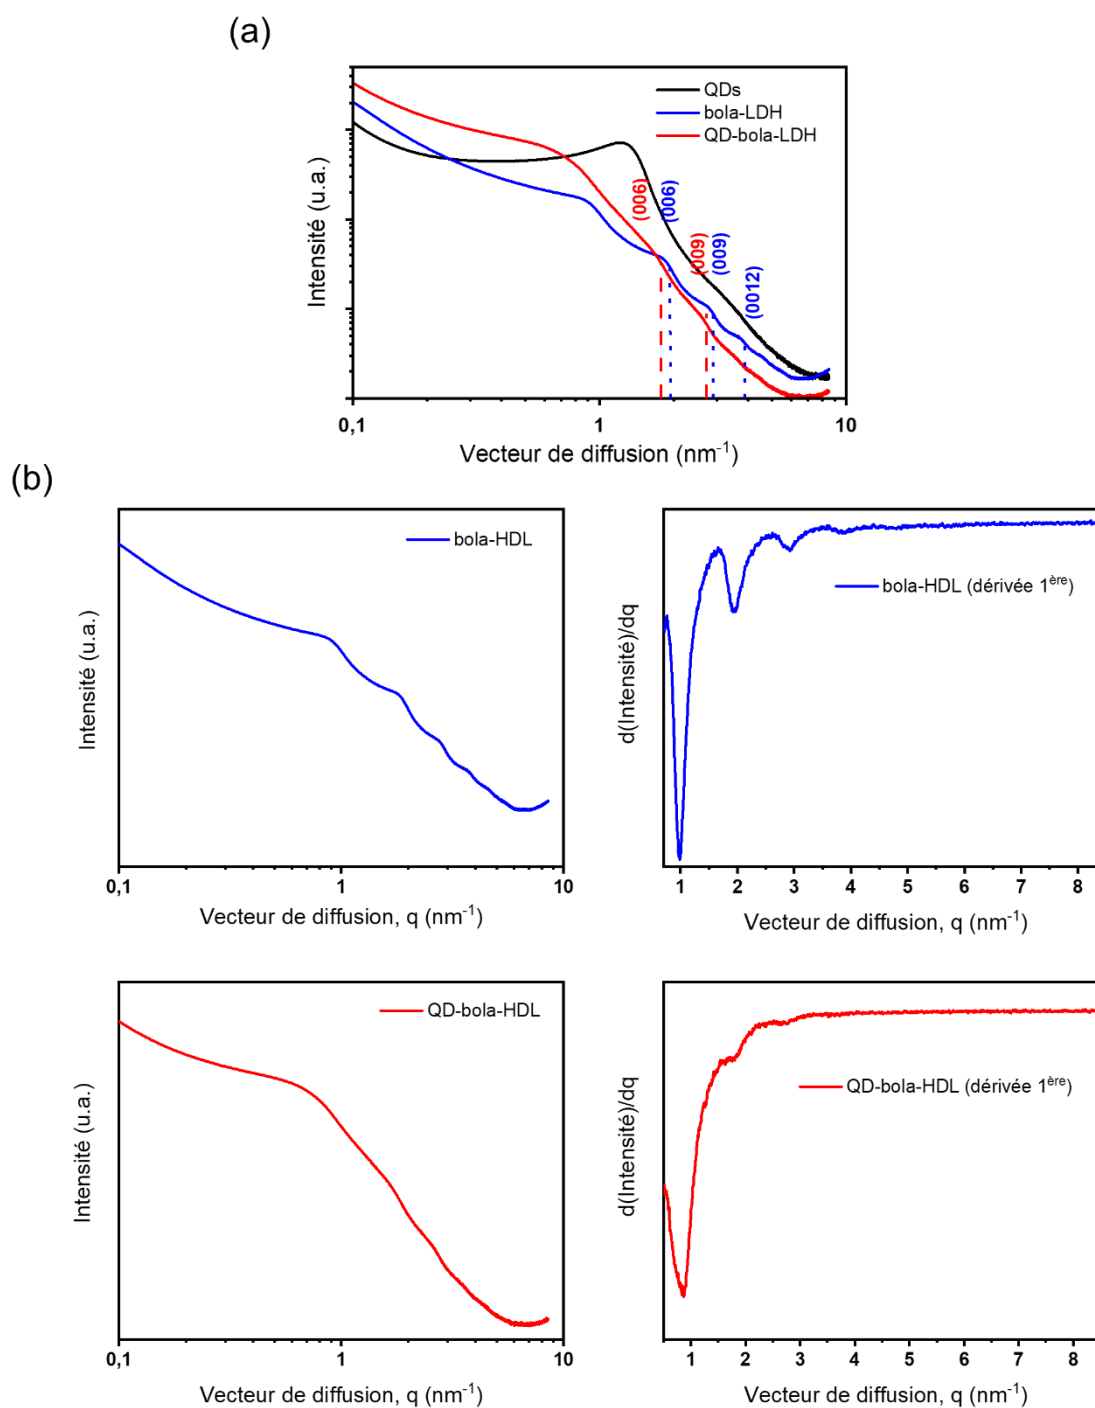 (a)
QDs
bola-LDH
QD-bola-LDH
Intensité (u.a.)
(006)
(006)
(009)
(009)
(0012)
0,1
1
10
Vecteur de diffusion (nm-1)
(b)
bola-HDL
Intensité (u.a.)
0,1
1
10
Vecteur de diffusion, q (nm-1)
bola-HDL (dérivée 1ère)
d(Intensité)/dq
1 2 3 4 5 6 7 8
Vecteur de diffusion, q (nm-1)
QD-bola-HDL
Intensité (u.a.)
0,1
1
10
Vecteur de diffusion, q (nm-1)
QD-bola-HDL (dérivée 1ère)
d(Intensité)/dq
1 2 3 4 5 6 7 8
Vecteur de diffusion, q (nm-1)